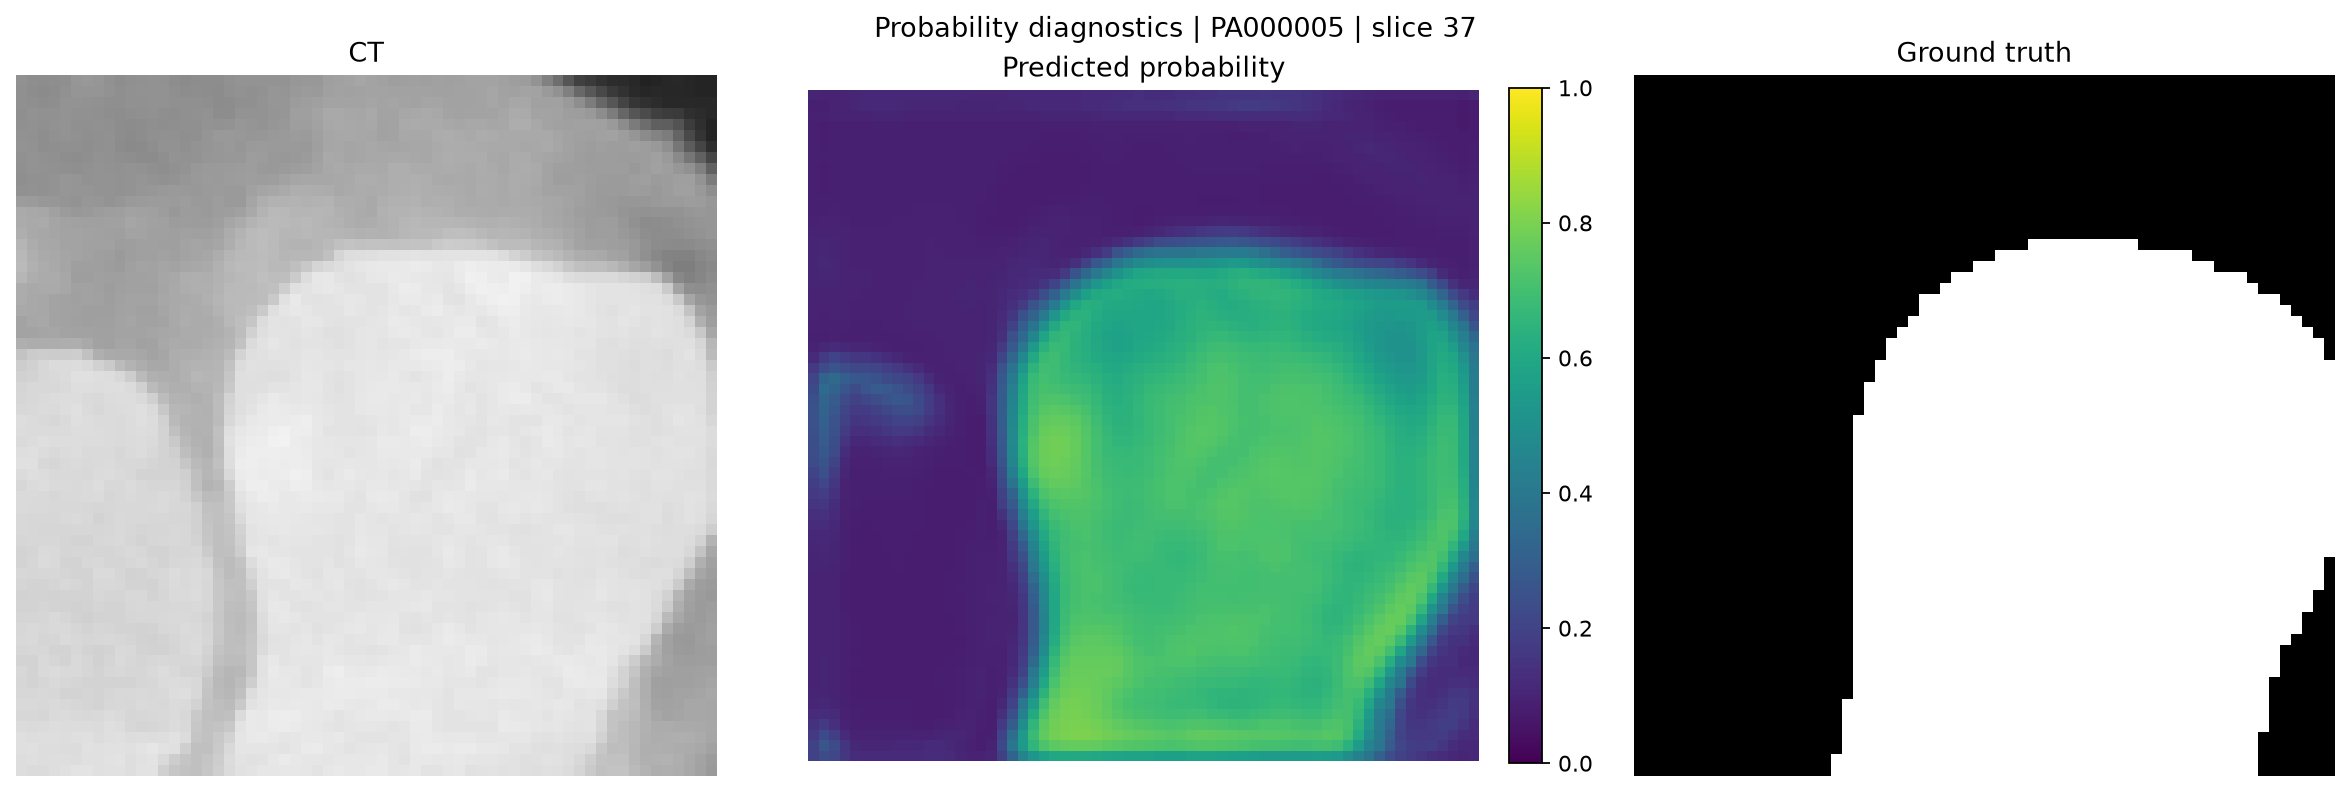 Probability diagnostics | PA000005 | slice 37
CT
Predicted probability
Ground truth
1.0
0.8
0.6
0.4
0.2
0.0